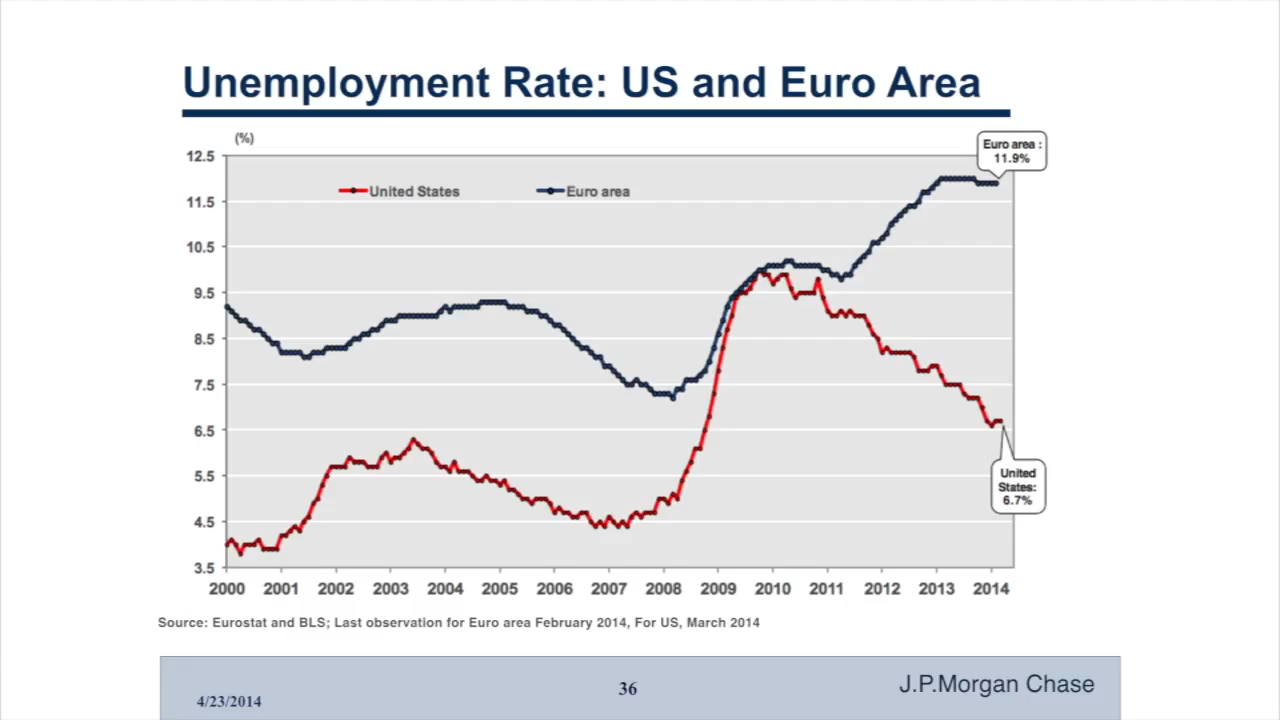 Unemployment Rate: US and Euro Area
(%)
Euro area :
11.9%
12.5
11.5
10.5
9.5
8.5
7.5
6.5
5.5
4.5
3.5
United States
Euro area
United
States:
6.7%
2000 2001 2002 2003 2004 2005 2006 2007 2008 2009 2010 2011 2012 2013 2014
Source: Eurostat and BLS; Last observation for Euro area February 2014, For US, March 2014
4/23/2014
36
J.P.Morgan Chase